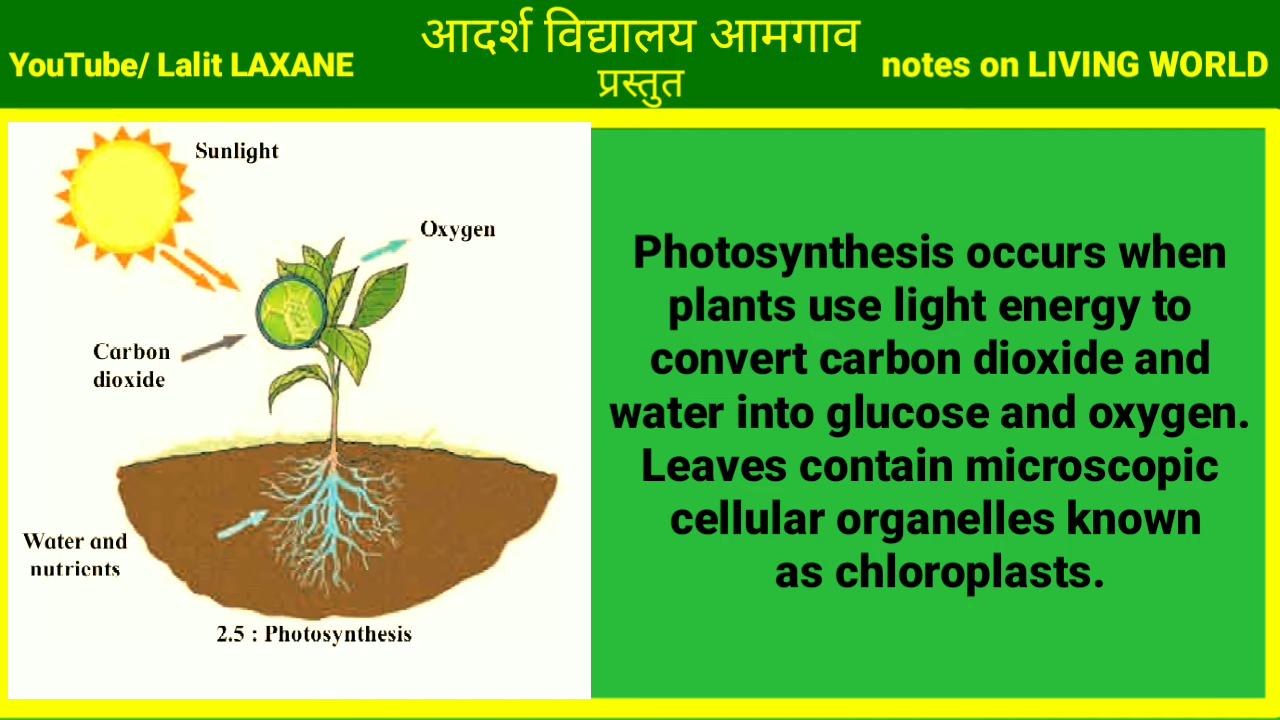 YouTube/ Lalit LAXANE
आदर्श विद्यालय आमगाव
प्रस्तुत
notes on LIVING WORLD
Sunlight
Oxygen
Carbon
dioxide
Water and
nutrients
2.5 : Photosynthesis
Photosynthesis occurs when
plants use light energy to
convert carbon dioxide and
water into glucose and oxygen.
Leaves contain microscopic
cellular organelles known
as chloroplasts.